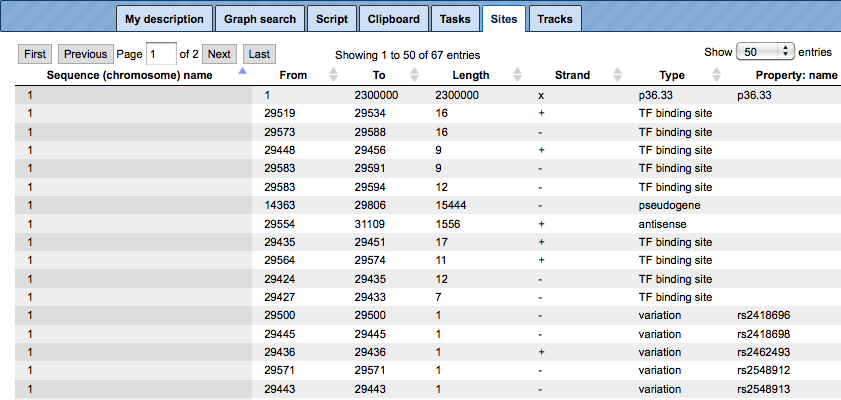 My description Graph search Script Clipboard Tasks Sites Tracks
First Previous Page 1 of 2 Next Last Showing 1 to 50 of 67 entries Show 50 entries
Sequence (chromosome) name From To Length Strand Type Property: name
1 1 2300000 2300000 x p36.33 p36.33
1 29519 29534 16 + TF binding site
1 29573 29588 16 - TF binding site
1 29448 29456 9 + TF binding site
1 29583 29591 9 - TF binding site
1 29583 29594 12 - TF binding site
1 14363 29806 15444 - pseudogene
1 29554 31109 1556 + antisense
1 29435 29451 17 + TF binding site
1 29564 29574 11 + TF binding site
1 29424 29435 12 - TF binding site
1 29427 29433 7 - TF binding site
1 29500 29500 1 - variation rs2418696
1 29445 29445 1 - variation rs2418698
1 29436 29436 1 + variation rs2462493
1 29571 29571 1 - variation rs2548912
1 29443 29443 1 - variation rs2548913